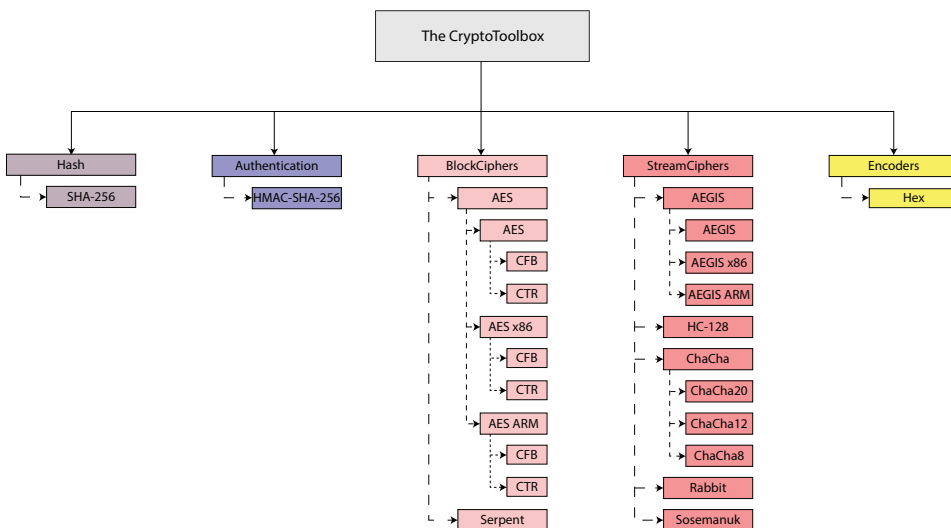 The CryptoToolbox
Hash
SHA-256
Authentication
HMAC-SHA-256
BlockCiphers
AES
AES
CFB
CTR
AES x86
CFB
CTR
AES ARM
CFB
CTR
Serpent
StreamCiphers
AEGIS
AEGIS
AEGIS x86
AEGIS ARM
HC-128
ChaCha
ChaCha20
ChaCha12
ChaCha8
Rabbit
Sosemanuk
Encoders
Hex